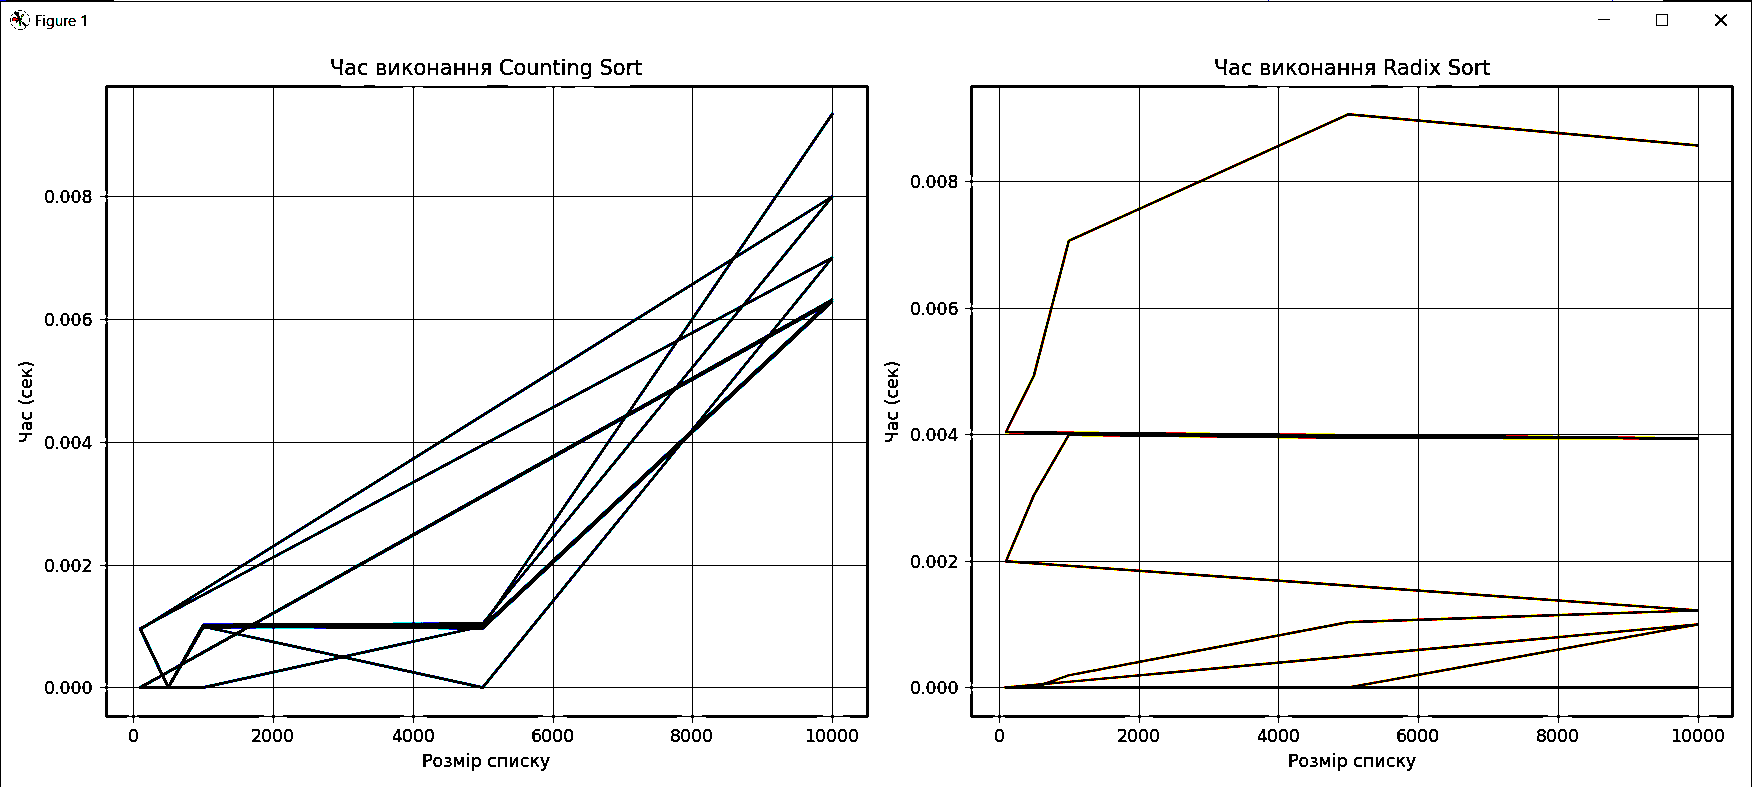 Figure 1
Час виконання Counting Sort
Час (сек)
0.008
0.006
0.004
0.002
0.000
0 2000 4000 6000 8000 10000
Розмір списку
Час виконання Radix Sort
Час (сек)
0.008
0.006
0.004
0.002
0.000
0 2000 4000 6000 8000 10000
Розмір списку